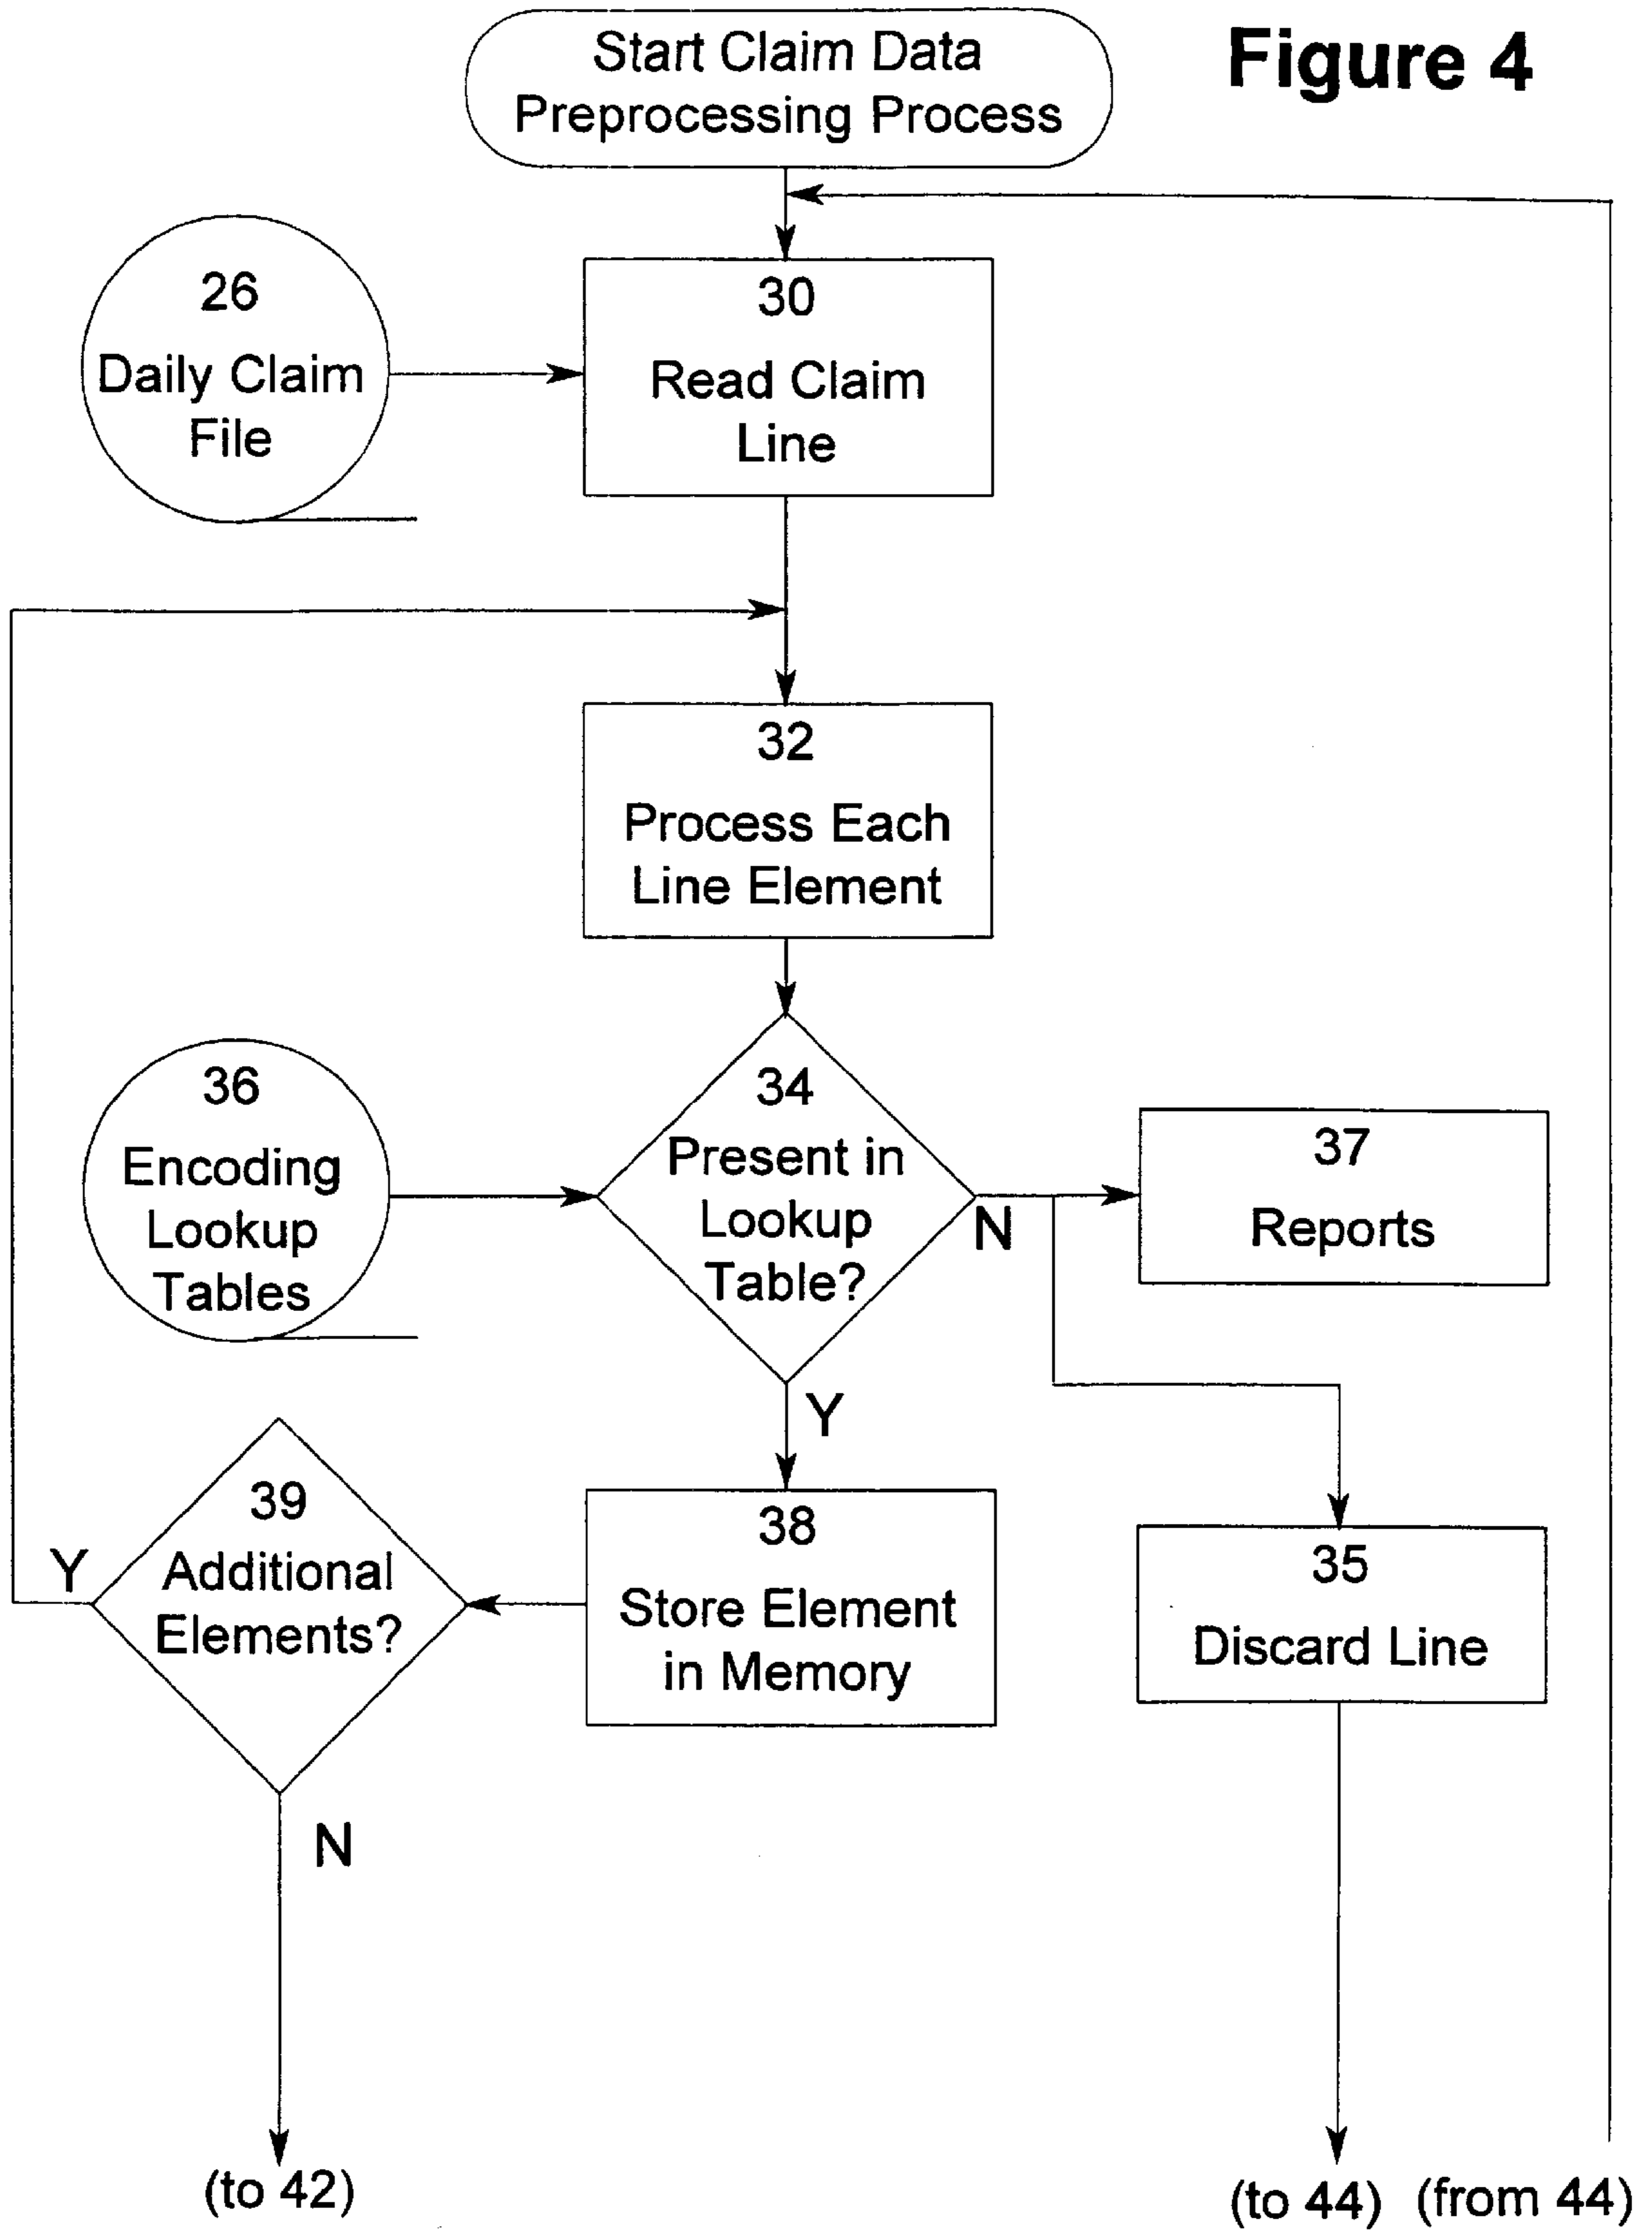 Start Claim Data
Preprocessing Process
Figure 4
26
Daily Claim
File
30
Read Claim
Line
32
Process Each
Line Element
36
Encoding
Lookup
Tables
34
Present in
Lookup
Table?
N
37
Reports
Y
39
Additional
Elements?
Y
38
Store Element
in Memory
35
Discard Line
N
(to 42)
(to 44)
(from 44)